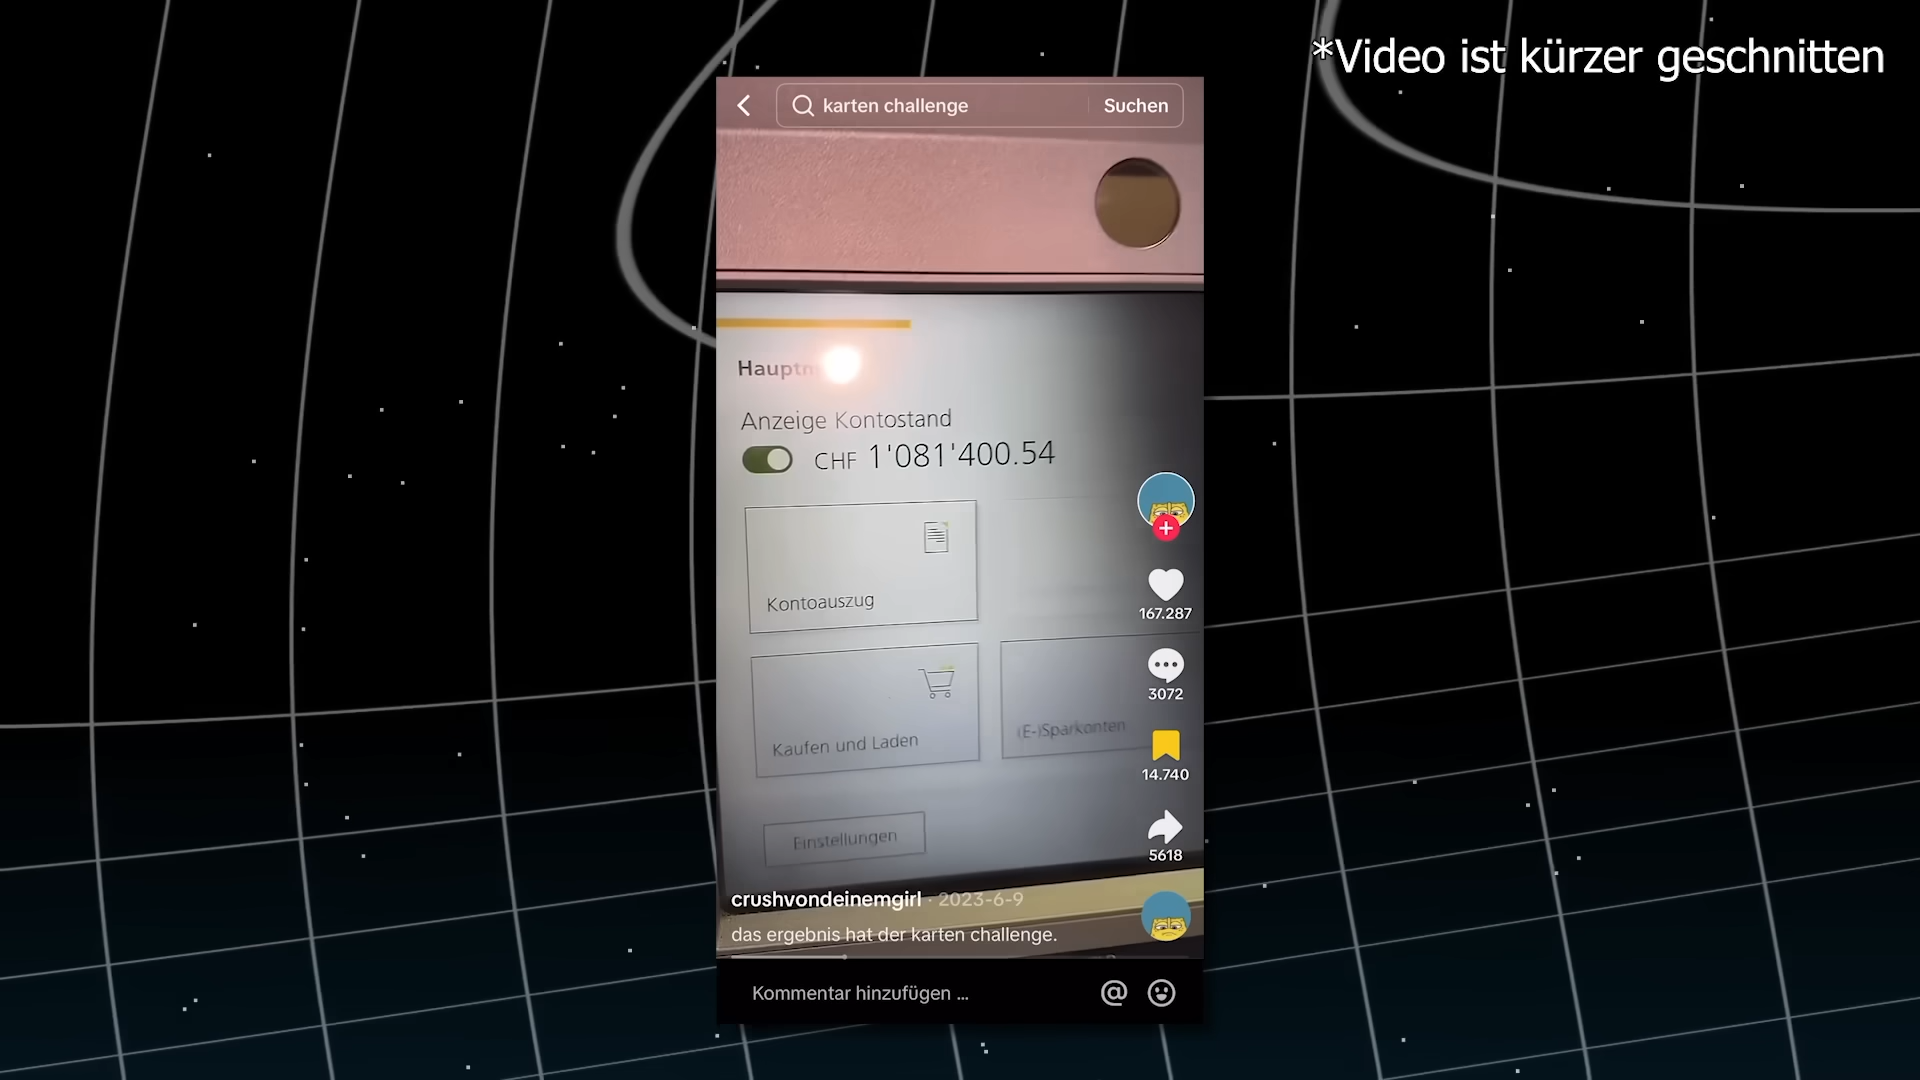 *Video ist kürzer geschnitten
karten challenge
Suchen
Anzeige Kontostand
CHF 1'081'400.54
Kontoauszug
Kaufen und Laden
(E-)Sparkonten
Einstellungen
167.287
3072
14.740
5618
crushvondeinemgirl · 2023-6-9
das ergebnis hat der karten challenge.
Kommentar hinzufügen ...